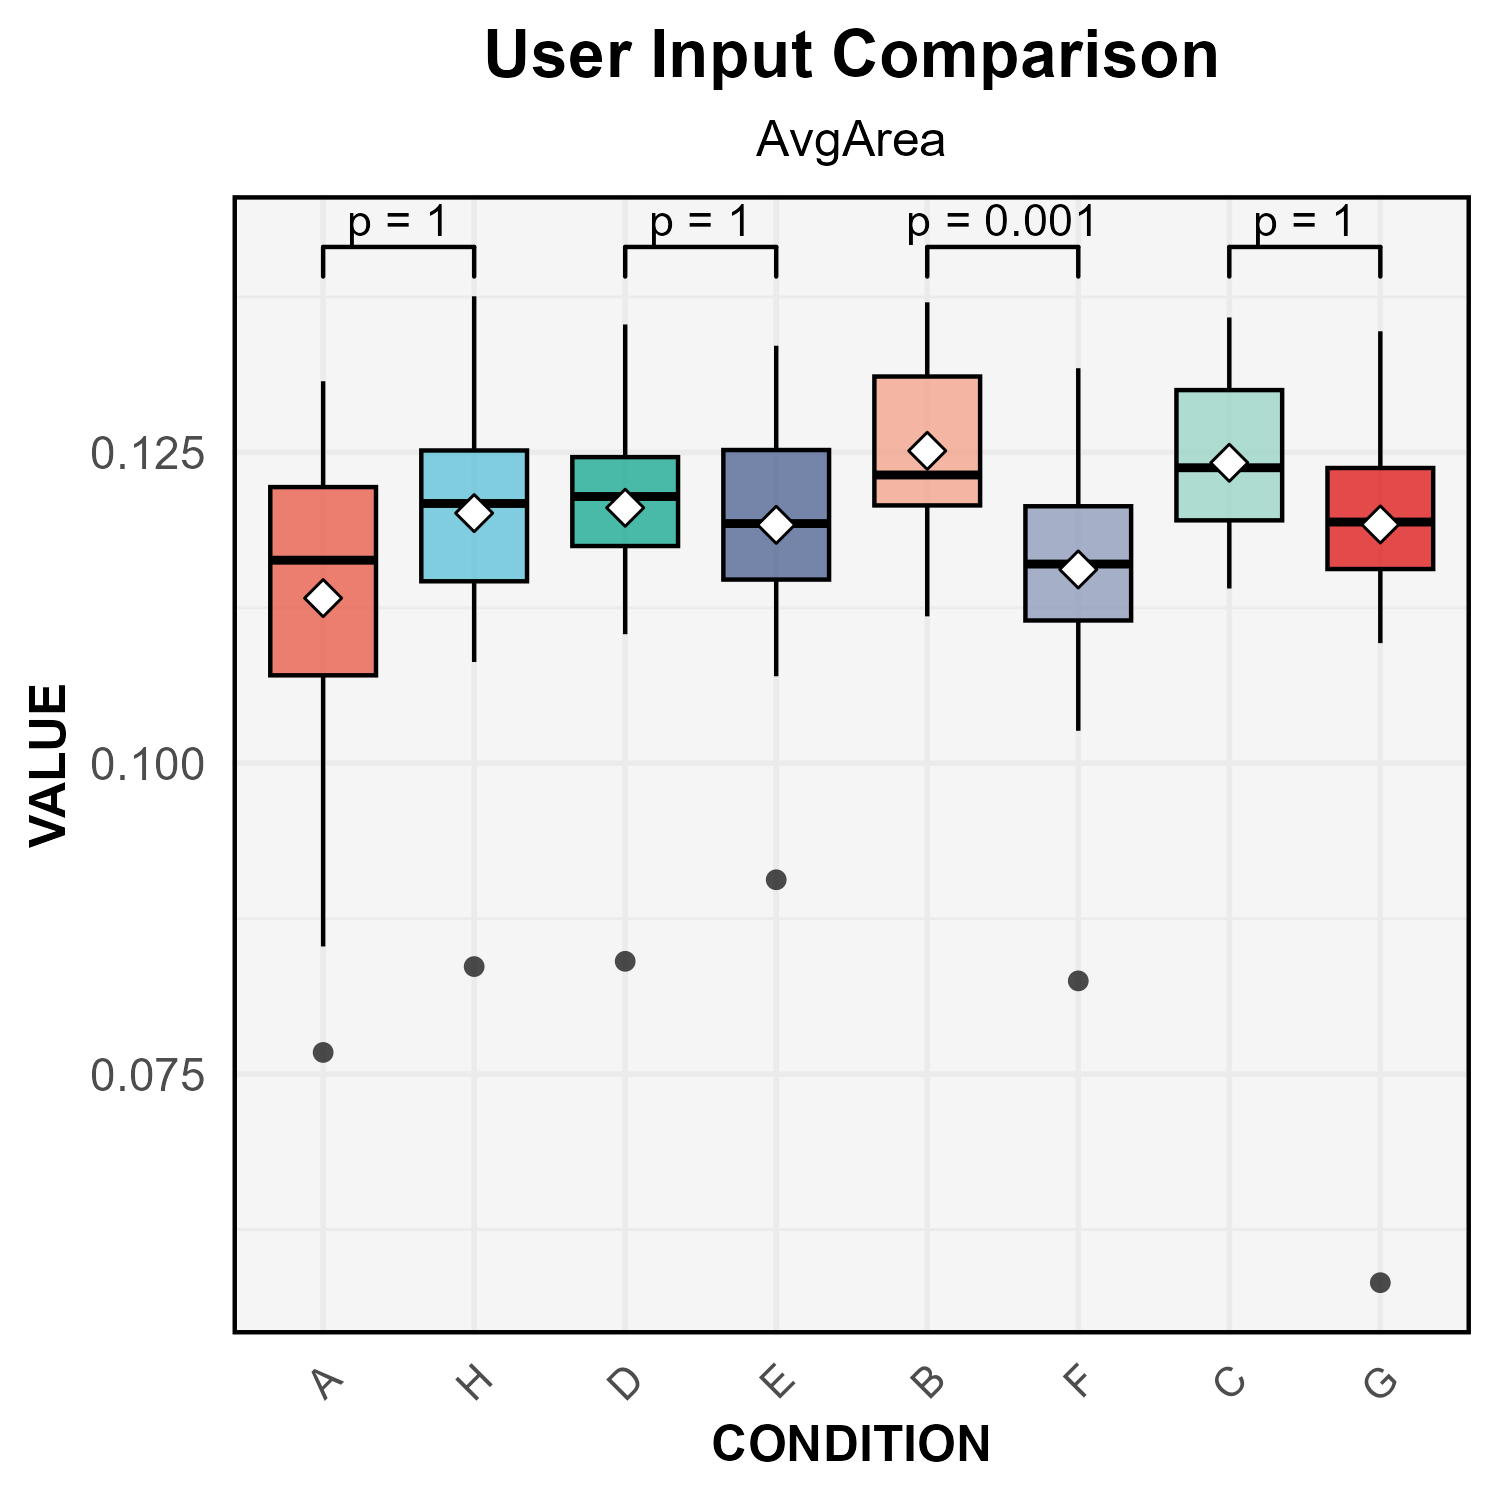 User Input Comparison
AvgArea
p = 1 p = 1 p = 0.001 p = 1
0.125
0.100
0.075
VALUE
A H D E B F C G
CONDITION